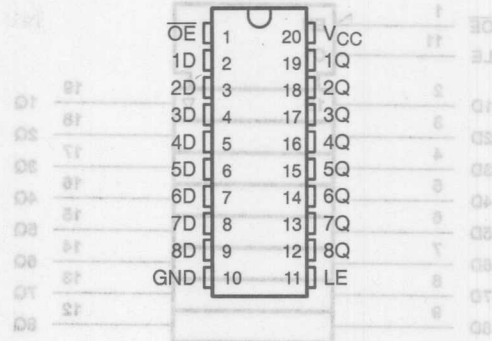 OE 1 20 VCC
1D 2 19 1Q
2D 3 18 2Q
3D 4 17 3Q
4D 5 16 4Q
5D 6 15 5Q
6D 7 14 6Q
7D 8 13 7Q
8D 9 12 8Q
GND 10 11 LE